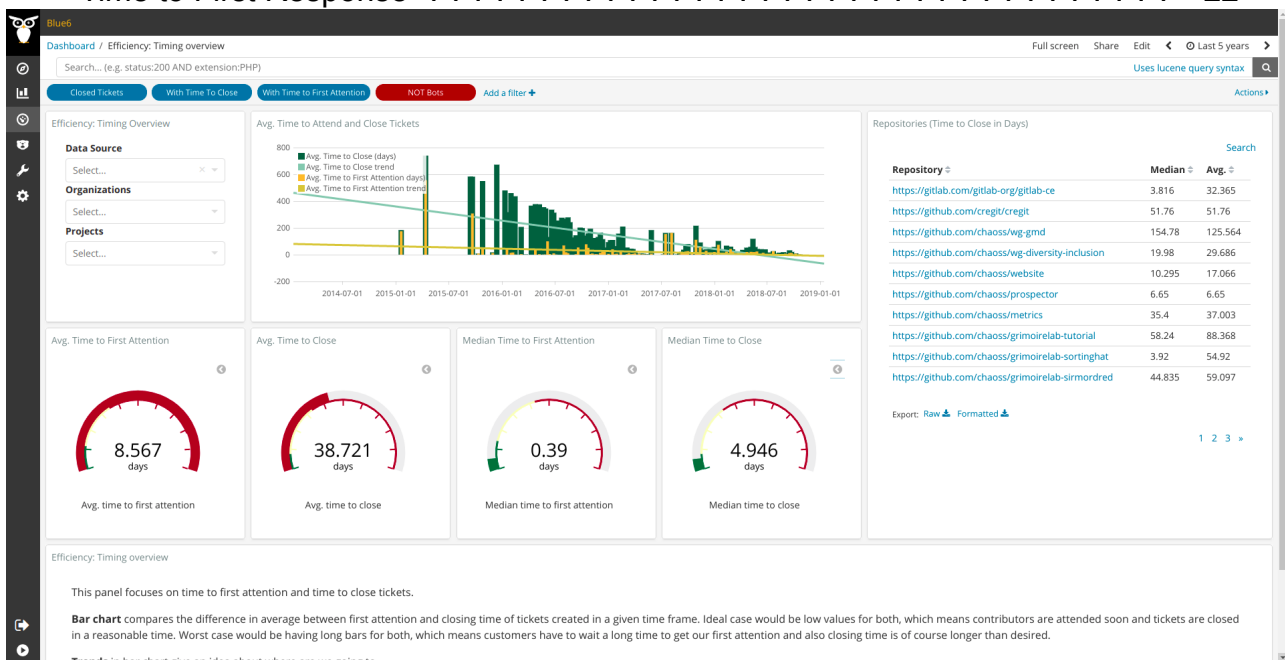 Blue6
Dashboard / Efficiency: Timing overview
Full screen Share Edit Last 5 years
Search... (e.g. status:200 AND extension:PHP)
Uses lucene query syntax
Closed Tickets With Time To Close With Time to First Attention NOT Bots Add a filter +
Actions
Efficiency: Timing Overview
Data Source
Select...
Organizations
Select...
Projects
Select...
Avg. Time to Attend and Close Tickets
Avg. Time to Close (days)
Avg. Time to Close trend
Avg. Time to First Attention days)
Avg. Time to First Attention trend
800
600
400
200
0
-200
2014-07-01 2015-01-01 2015-07-01 2016-01-01 2016-07-01 2017-01-01 2017-07-01 2018-01-01 2018-07-01 2019-01-01
Repositories (Time to Close in Days)
Search
Repository Median Avg.
https://gitlab.com/gitlab-org/gitlab-ce 3.816 32.365
https://github.com/cregit/cregit 51.76 51.76
https://github.com/chaoss/wg-gmd 154.78 125.564
https://github.com/chaoss/wg-diversity-inclusion 19.98 29.686
https://github.com/chaoss/website 10.295 17.066
https://github.com/chaoss/prospector 6.65 6.65
https://github.com/chaoss/metrics 35.4 37.003
https://github.com/chaoss/grimoirelab-tutorial 58.24 88.368
https://github.com/chaoss/grimoirelab-sortinghat 3.92 54.92
https://github.com/chaoss/grimoirelab-sirmordred 44.835 59.097
Export: Raw Formatted
1 2 3 »
Avg. Time to First Attention
8.567
days
Avg. time to first attention
Avg. Time to Close
38.721
days
Avg. time to close
Median Time to First Attention
0.39
days
Median time to first attention
Median Time to Close
4.946
days
Median time to close
Efficiency: Timing overview
This panel focuses on time to first attention and time to close tickets.
Bar chart compares the difference in average between first attention and closing time of tickets created in a given time frame. Ideal case would be low values for both, which means contributors are attended soon and tickets are closed
in a reasonable time. Worst case would be having long bars for both, which means customers have to wait a long time to get our first attention and also closing time is of course longer than desired.